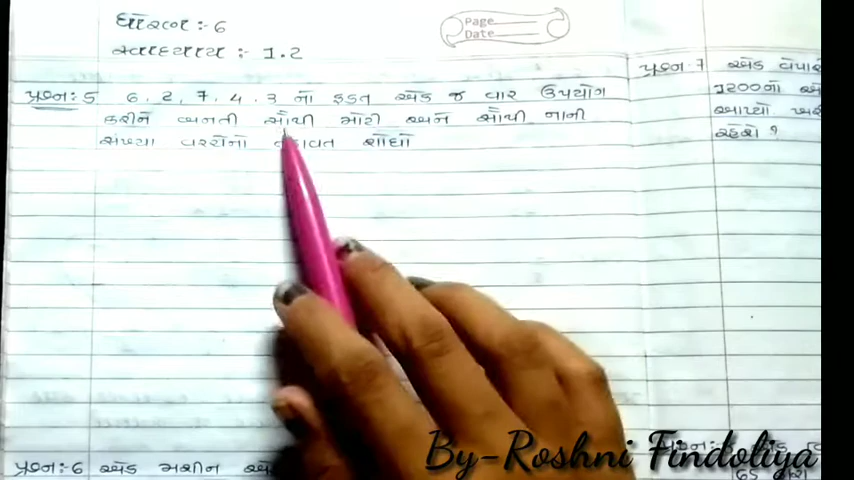 ધોરણ :- 6
સ્વાધ્યાય :- 1.2
Page
Date
પ્રશ્ન:5 6, 2, 7, 4, 3 નો ફક્ત એક જ વાર ઉપયોગ
કરીને બનતી સૌથી મોટી અને સૌથી નાની
સંખ્યા વચ્ચેનો તફાવત શોધો
પ્રશ્ન-7 એક
1200નો
આપ્યો
રહેશે ?
પ્રશ્ન:-6 એક મશીન
By-Roshni Findoliya